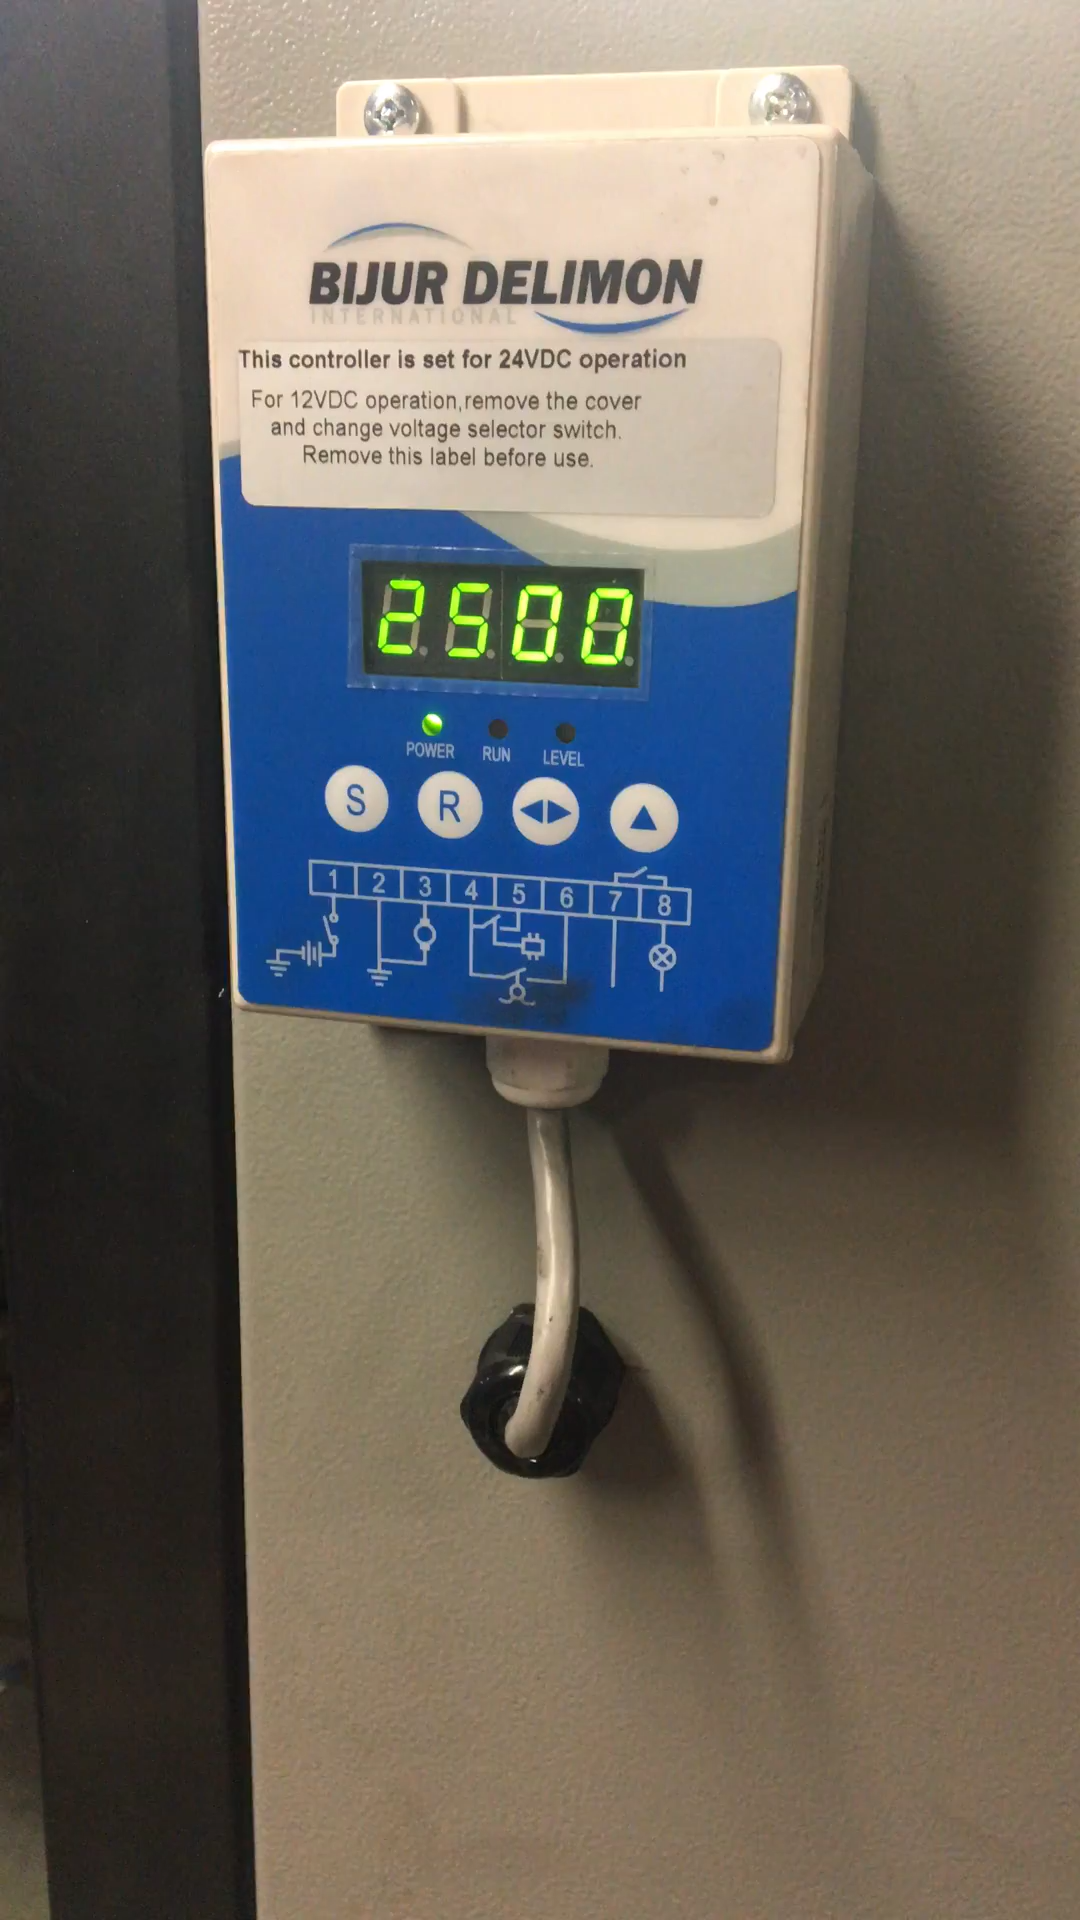 BIJUR DELIMON
INTERNATIONAL
This controller is set for 24VDC operation
For 12VDC operation,remove the cover
and change voltage selector switch.
Remove this label before use.
2500
POWER RUN LEVEL
S R
1 2 3 4 5 6 7 8